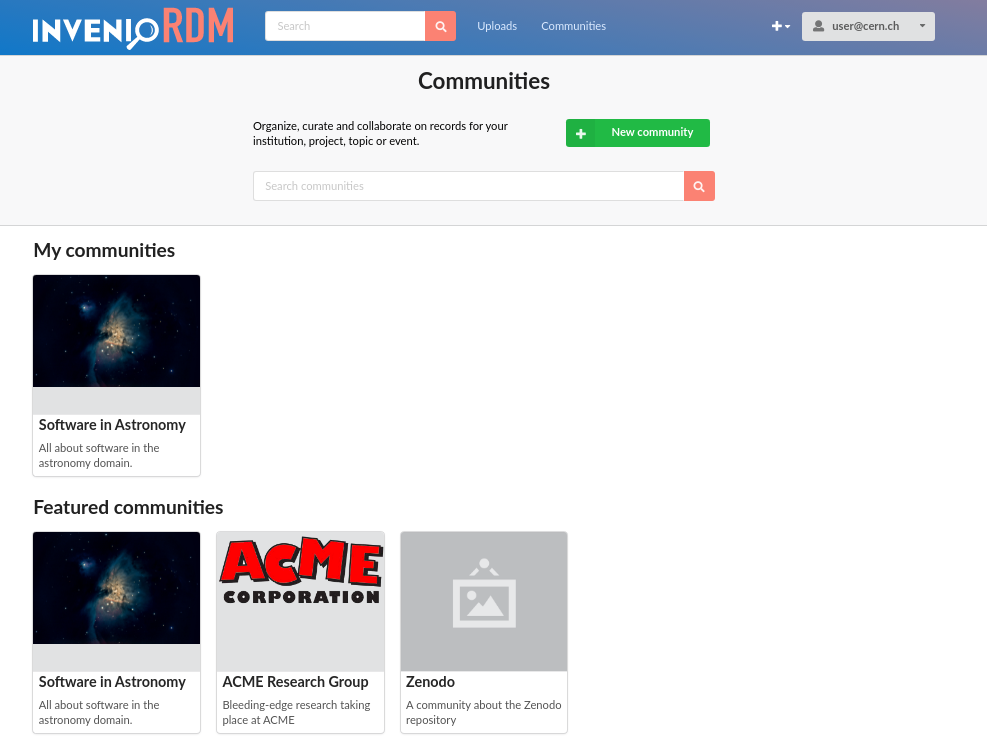 INVENIORDM
Search
Uploads
Communities
user@cern.ch
Communities
Organize, curate and collaborate on records for your
institution, project, topic or event.
New community
Search communities
My communities
Software in Astronomy
All about software in the
astronomy domain.
Featured communities
Software in Astronomy
All about software in the
astronomy domain.
ACME
CORPORATION
ACME Research Group
Bleeding-edge research taking
place at ACME
Zenodo
A community about the Zenodo
repository